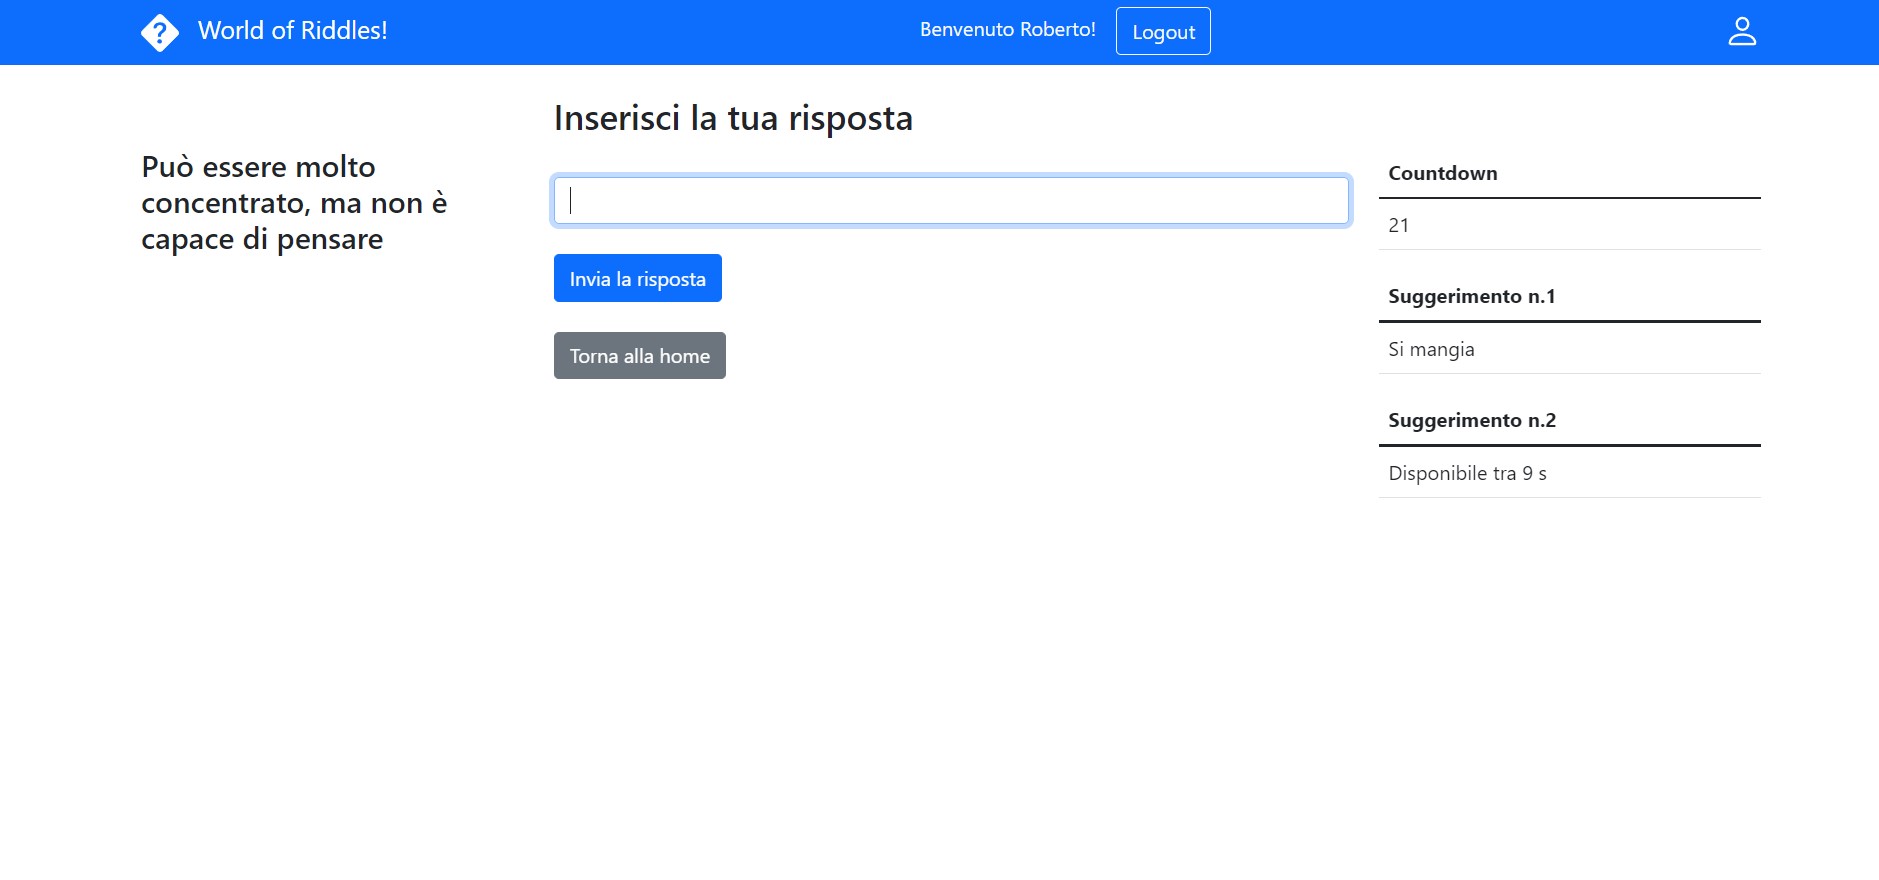 World of Riddles!
Benvenuto Roberto!
Logout
Può essere molto
concentrato, ma non è
capace di pensare
Inserisci la tua risposta
Invia la risposta
Torna alla home
Countdown
21
Suggerimento n.1
Si mangia
Suggerimento n.2
Disponibile tra 9 s